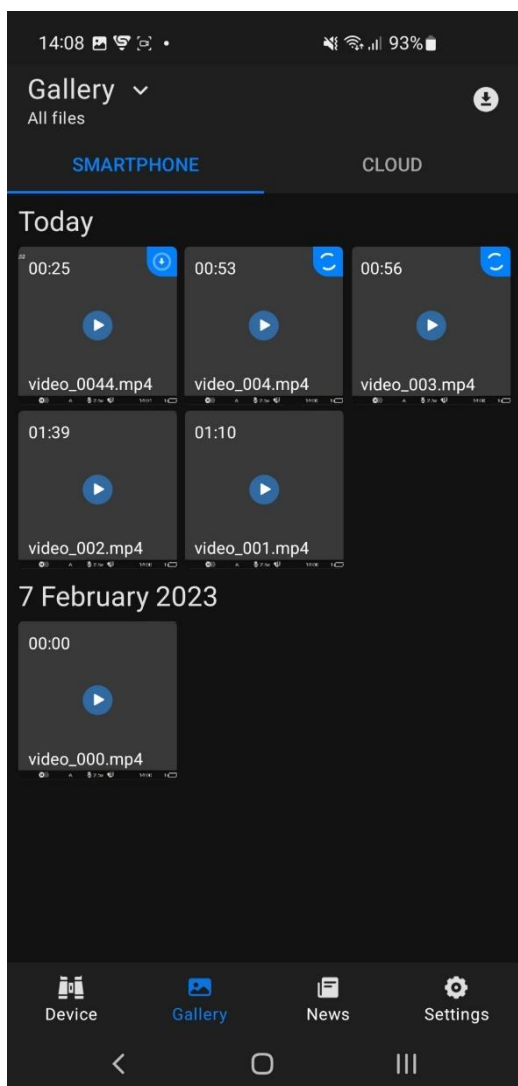 14:08
93%
Gallery
All files
SMARTPHONE
CLOUD
Today
00:25
00:53
00:56
video_0044.mp4
video_004.mp4
video_003.mp4
01:39
01:10
video_002.mp4
video_001.mp4
7 February 2023
00:00
video_000.mp4
Device
Gallery
News
Settings